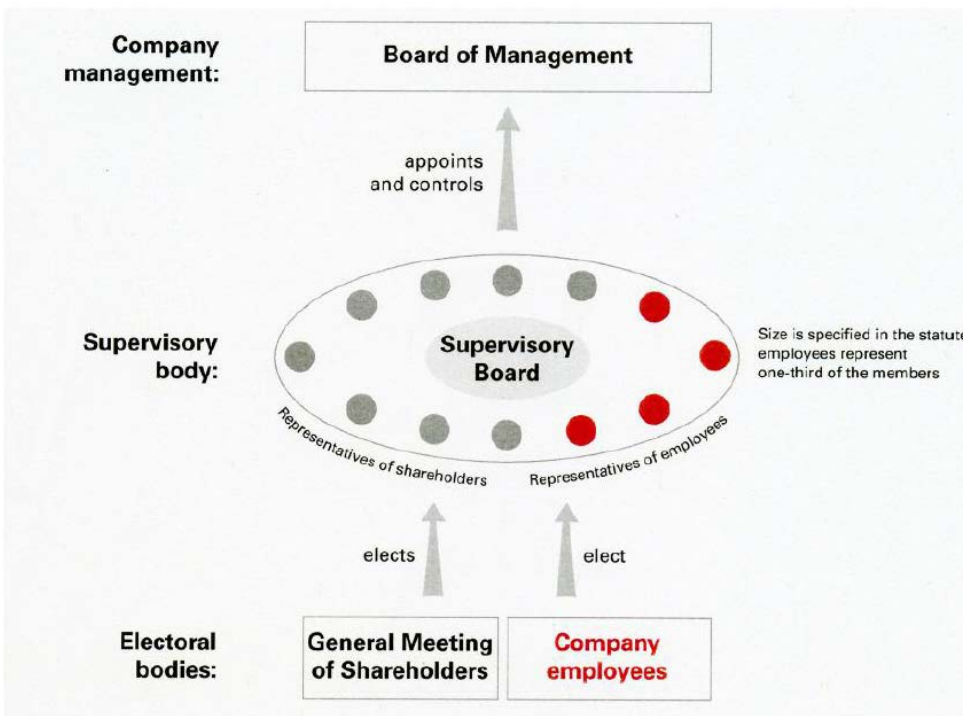 Company
management:
Board of Management
appoints
and controls
Supervisory
body:
Supervisory
Board
Size is specified in the statute
employees represent
one-third of the members
Representatives of shareholders
Representatives of employees
elects
elect
Electoral
bodies:
General Meeting
of Shareholders
Company
employees